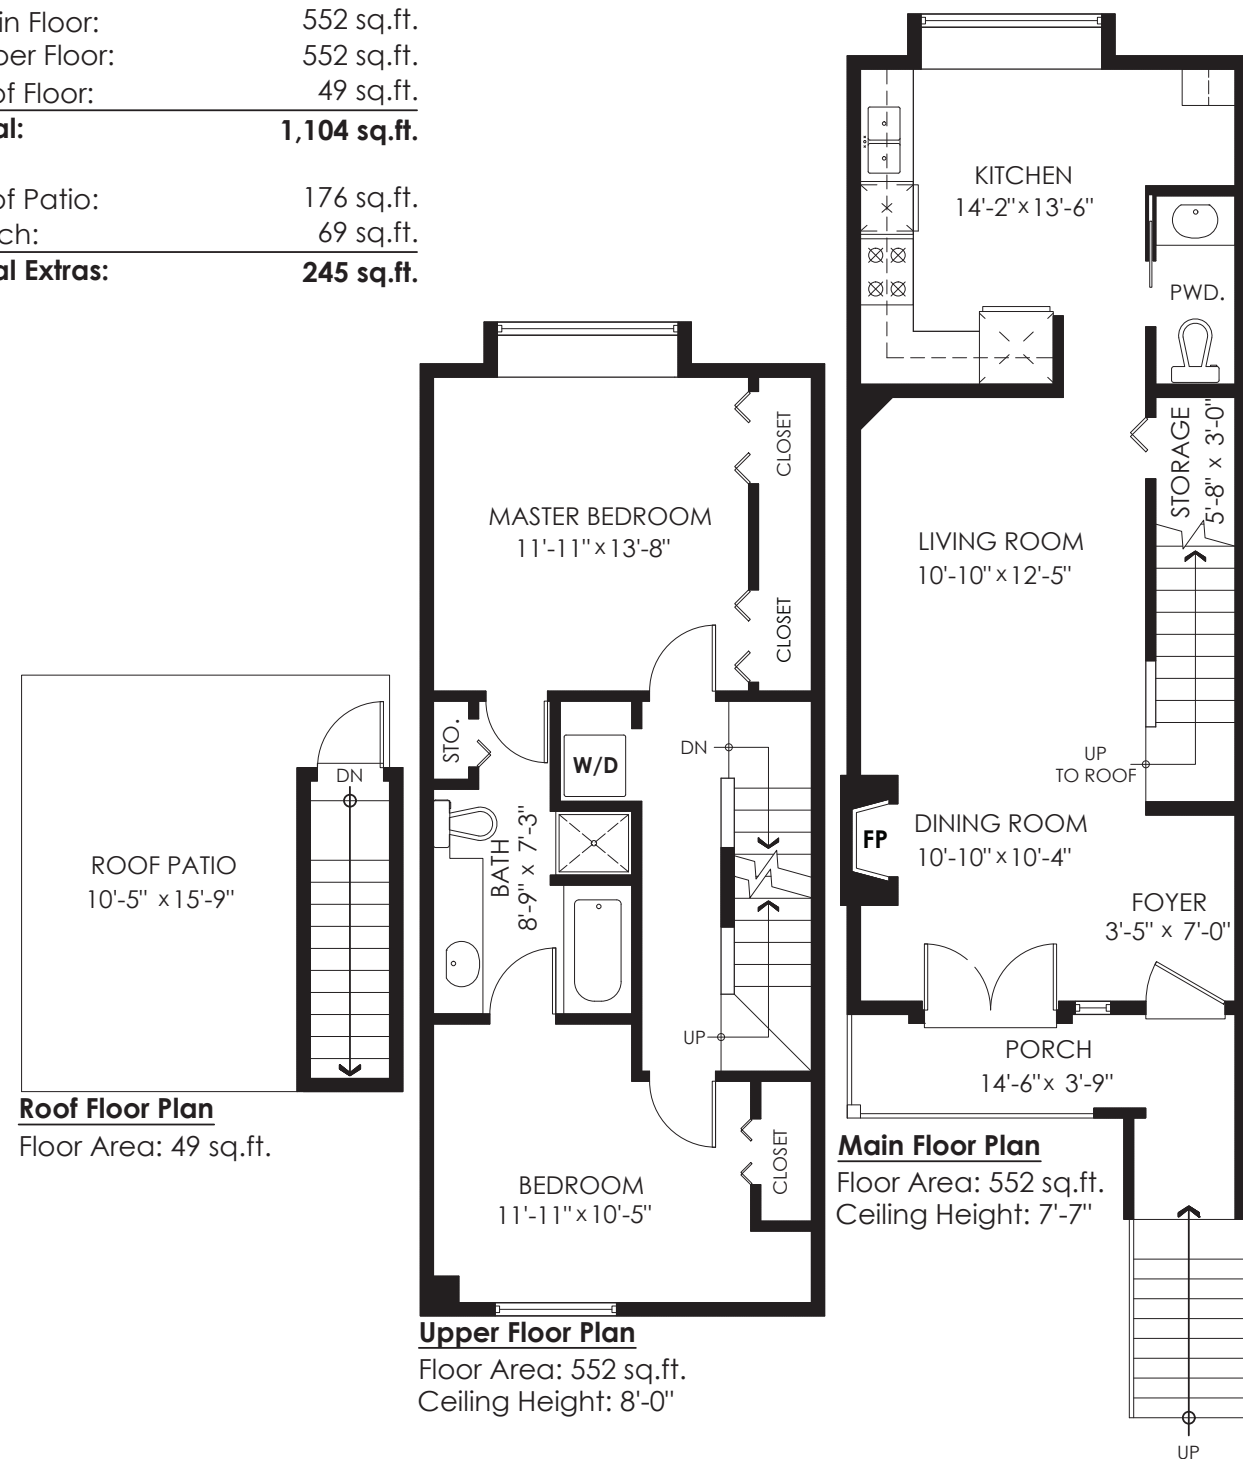 in Floor: 552 sq.ft.
per Floor: 552 sq.ft.
of Floor: 49 sq.ft.
al: 1,104 sq.ft.
of Patio: 176 sq.ft.
ch: 69 sq.ft.
al Extras: 245 sq.ft.
KITCHEN
14'-2" x 13'-6"
PWD.
STORAGE
5'-8" x 3'-0"
LIVING ROOM
10'-10" x 12'-5"
UP
TO ROOF
FP
DINING ROOM
10'-10" x 10'-4"
FOYER
3'-5" x 7'-0"
PORCH
14'-6" x 3'-9"
Main Floor Plan
Floor Area: 552 sq.ft.
Ceiling Height: 7'-7"
UP
CLOSET
MASTER BEDROOM
11'-11" x 13'-8"
CLOSET
STO.
W/D
DN
BATH
8'-9" x 7'-3"
UP
CLOSET
BEDROOM
11'-11" x 10'-5"
Upper Floor Plan
Floor Area: 552 sq.ft.
Ceiling Height: 8'-0"
DN
ROOF PATIO
10'-5" x 15'-9"
Roof Floor Plan
Floor Area: 49 sq.ft.